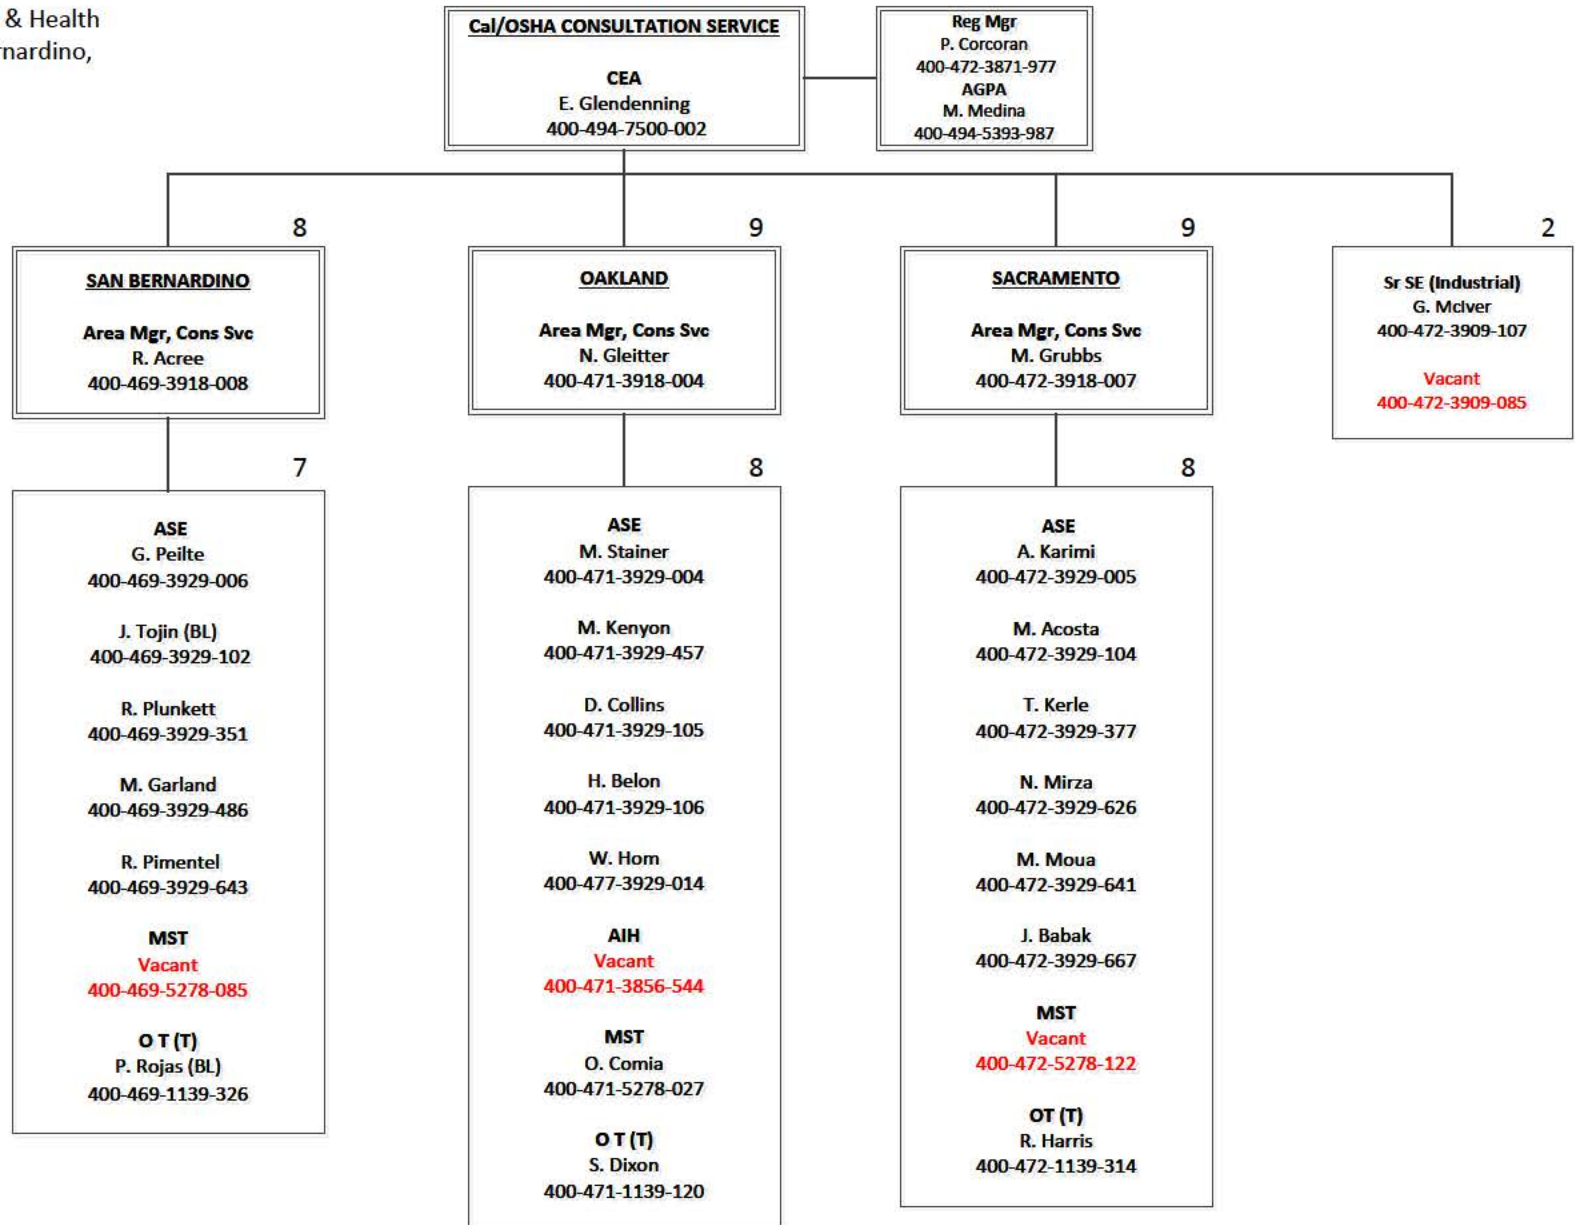 & Health
rnardino,
Cal/OSHA CONSULTATION SERVICE
CEA
E. Glendenning
400-494-7500-002
Reg Mgr
P. Corcoran
400-472-3871-977
AGPA
M. Medina
400-494-5393-987
8
SAN BERNARDINO
Area Mgr, Cons Svc
R. Acree
400-469-3918-008
7
ASE
G. Peilte
400-469-3929-006
J. Tojin (BL)
400-469-3929-102
R. Plunkett
400-469-3929-351
M. Garland
400-469-3929-486
R. Pimentel
400-469-3929-643
MST
Vacant
400-469-5278-085
O T (T)
P. Rojas (BL)
400-469-1139-326
9
OAKLAND
Area Mgr, Cons Svc
N. Gleitter
400-471-3918-004
8
ASE
M. Stainer
400-471-3929-004
M. Kenyon
400-471-3929-457
D. Collins
400-471-3929-105
H. Belon
400-471-3929-106
W. Hom
400-477-3929-014
AIH
Vacant
400-471-3856-544
MST
O. Comia
400-471-5278-027
O T (T)
S. Dixon
400-471-1139-120
9
SACRAMENTO
Area Mgr, Cons Svc
M. Grubbs
400-472-3918-007
8
ASE
A. Karimi
400-472-3929-005
M. Acosta
400-472-3929-104
T. Kerle
400-472-3929-377
N. Mirza
400-472-3929-626
M. Moua
400-472-3929-641
J. Babak
400-472-3929-667
MST
Vacant
400-472-5278-122
OT (T)
R. Harris
400-472-1139-314
2
Sr SE (Industrial)
G. McIver
400-472-3909-107
Vacant
400-472-3909-085